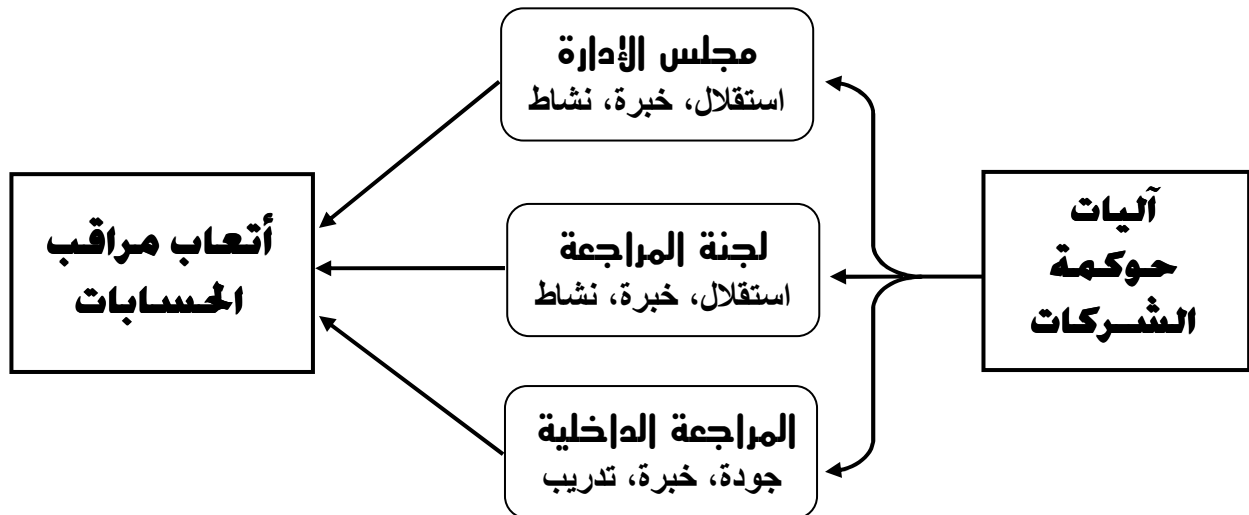 آليات
حوكمة
الشركات
مجلس الإدارة
استقلال، خبرة، نشاط
لجنة المراجعة
استقلال، خبرة، نشاط
المراجعة الداخلية
جودة، خبرة، تدريب
أتعاب مراقب
الحسابات